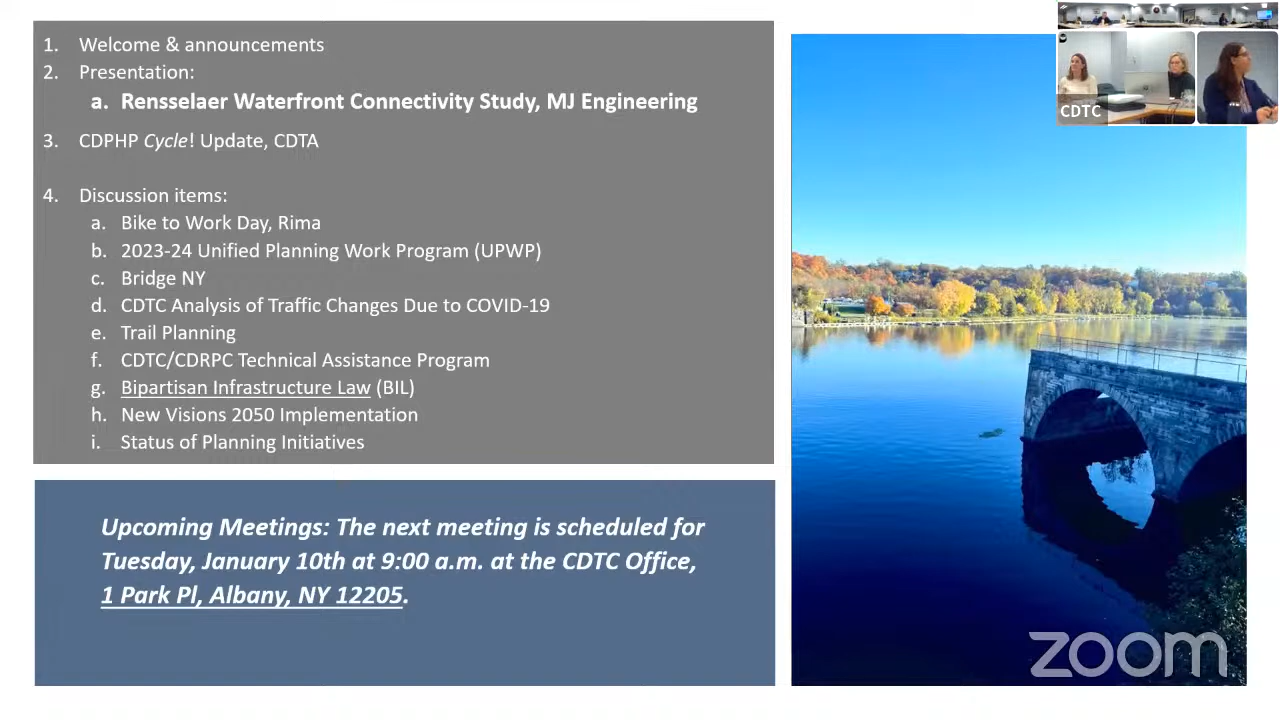 1. Welcome & announcements
2. Presentation:
a. Rensselaer Waterfront Connectivity Study, MJ Engineering
3. CDPHP Cycle! Update, CDTA
4. Discussion items:
a. Bike to Work Day, Rima
b. 2023-24 Unified Planning Work Program (UPWP)
c. Bridge NY
d. CDTC Analysis of Traffic Changes Due to COVID-19
e. Trail Planning
f. CDTC/CDRPC Technical Assistance Program
g. Bipartisan Infrastructure Law (BIL)
h. New Visions 2050 Implementation
i. Status of Planning Initiatives
Upcoming Meetings: The next meeting is scheduled for
Tuesday, January 10th at 9:00 a.m. at the CDTC Office,
1 Park Pl, Albany, NY 12205.
CDTC
zoom